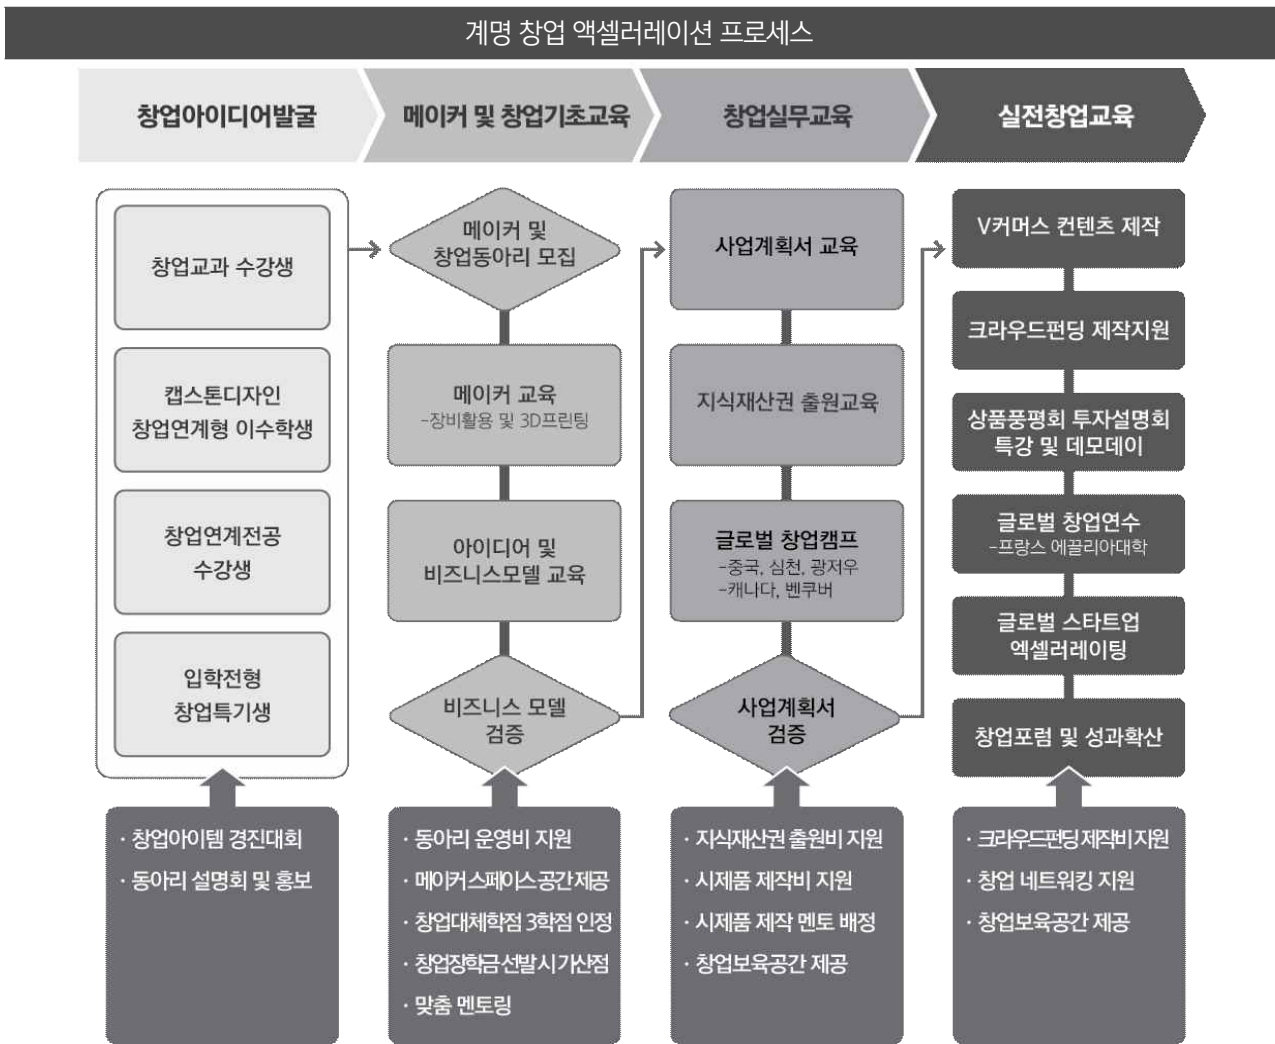 계명 창업 액셀러레이션 프로세스
창업아이디어발굴
메이커 및 창업기초교육
창업실무교육
실전창업교육
창업교과 수강생
캡스톤디자인
창업연계형 이수학생
창업연계전공
수강생
입학전형
창업특기생
· 창업아이템 경진대회
· 동아리 설명회 및 홍보
메이커 및
창업동아리 모집
메이커 교육
-장비활용 및 3D프린팅
아이디어 및
비즈니스모델 교육
비즈니스 모델
검증
· 동아리 운영비 지원
· 메이커 스페이스 공간 제공
· 창업대체학점 3학점 인정
· 창업장학금 선발 시 가산점
· 맞춤 멘토링
사업계획서 교육
지식재산권 출원교육
글로벌 창업캠프
-중국, 심천, 광저우
-캐나다, 벤쿠버
사업계획서
검증
· 지식재산권 출원비 지원
· 시제품 제작비 지원
· 시제품 제작 멘토 배정
· 창업보육공간 제공
V커머스 컨텐츠 제작
크라우드펀딩 제작지원
상품품평회 투자설명회
특강 및 데모데이
글로벌 창업연수
-프랑스 에끌리아대학
글로벌 스타트업
엑셀러레이팅
창업포럼 및 성과확산
· 크라우드펀딩 제작비 지원
· 창업 네트워킹 지원
· 창업보육공간 제공